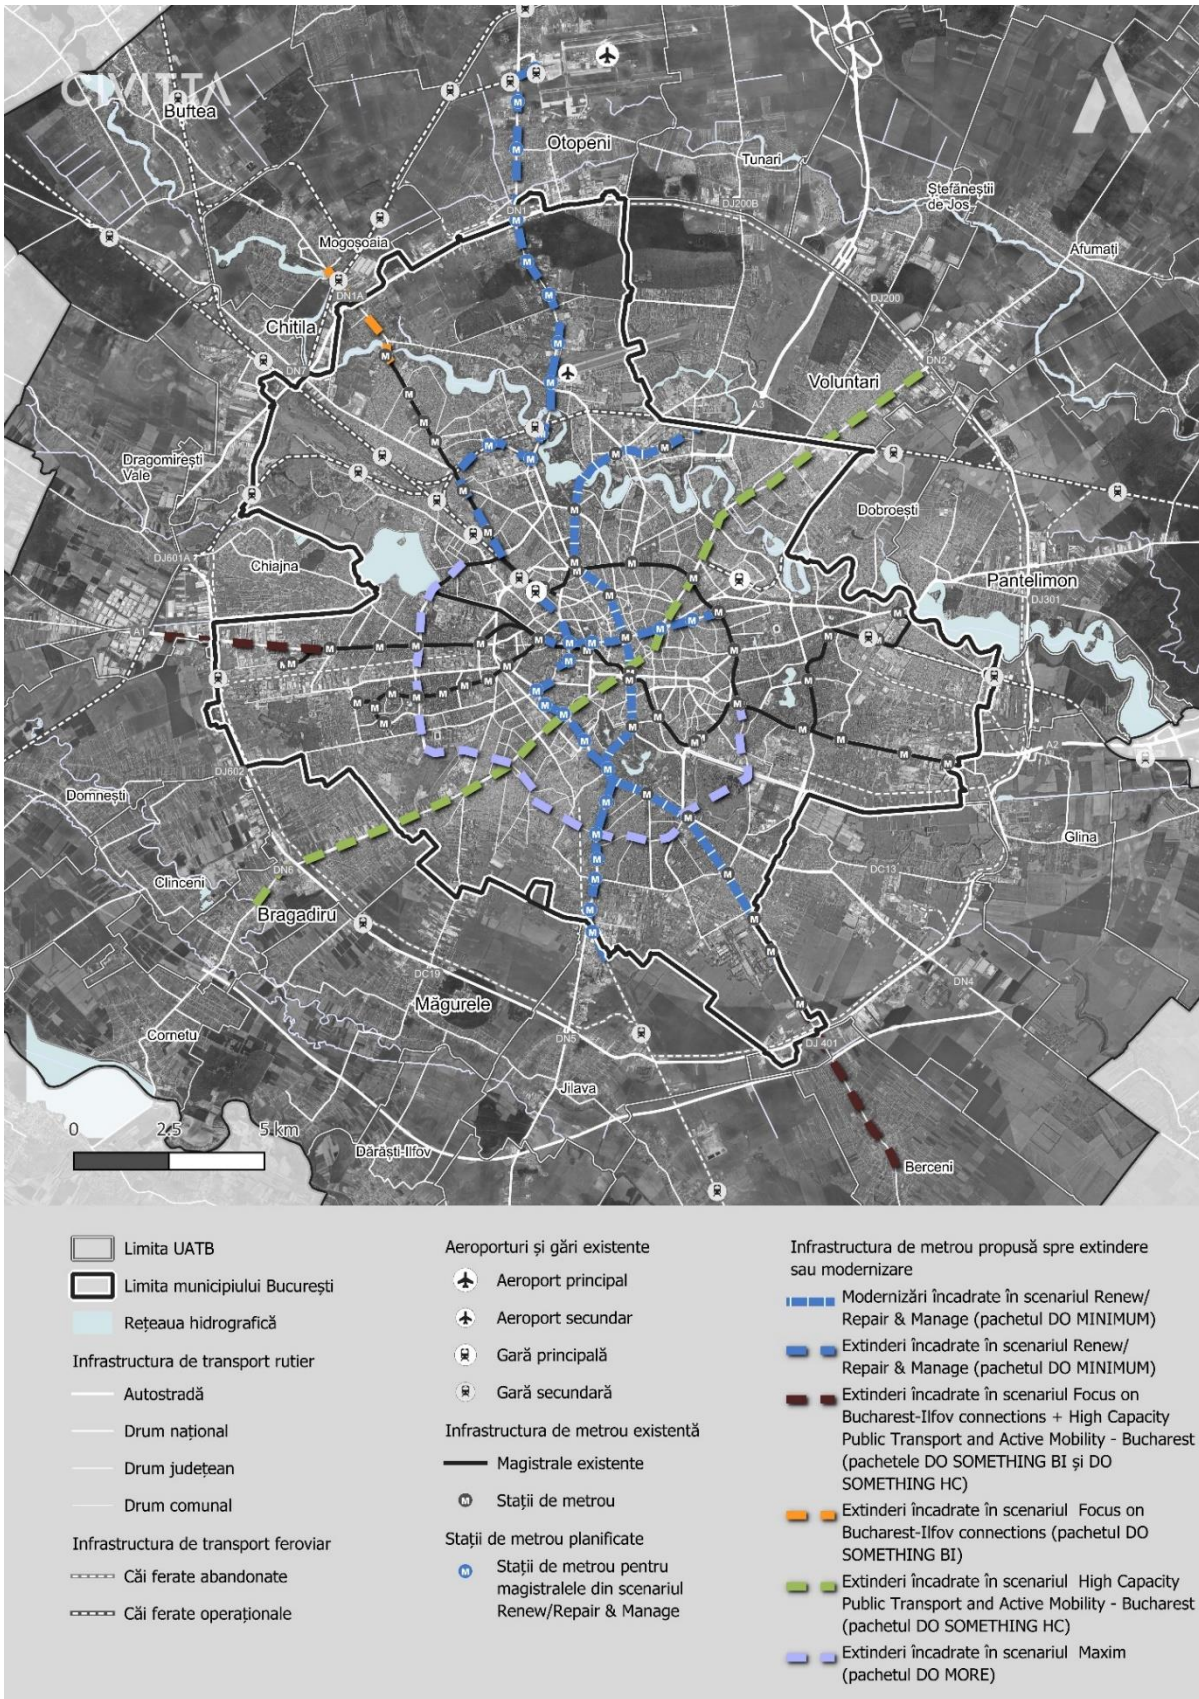 CIVITTA
Buftea
Otopeni
Tunari
Ștefăneștii
de Jos
DN1
DJ200B
Afumați
Mogoșoaia
DN1A
DJ200
Chitila
DN7
DN2
Voluntari
A3
Dragomirești
Vale
Dobroești
DJ601A
Chiajna
Pantelimon
DJ301
A1
DJ602
A2
Domnești
Glina
DN6
DC13
Clinceni
Bragadiru
DC19
DN4
Măgurele
Cornetu
DN5
DJ 401
Jilava
0 2,5 5 km
Dărăști-Ilfov
Berceni
Limita UATB
Limita municipiului București
Rețeaua hidrografică
Infrastructura de transport rutier
Autostradă
Drum național
Drum județean
Drum comunal
Infrastructura de transport feroviar
Căi ferate abandonate
Căi ferate operaționale
Aeroporturi și gări existente
Aeroport principal
Aeroport secundar
Gară principală
Gară secundară
Infrastructura de metrou existentă
Magistrale existente
Stații de metrou
Stații de metrou planificate
Stații de metrou pentru
magistralele din scenariul
Renew/Repair & Manage
Infrastructura de metrou propusă spre extindere
sau modernizare
Modernizări încadrate în scenariul Renew/
Repair & Manage (pachetul DO MINIMUM)
Extinderi încadrate în scenariul Renew/
Repair & Manage (pachetul DO MINIMUM)
Extinderi încadrate în scenariul Focus on
Bucharest-Ilfov connections + High Capacity
Public Transport and Active Mobility - Bucharest
(pachetele DO SOMETHING BI și DO
SOMETHING HC)
Extinderi încadrate în scenariul Focus on
Bucharest-Ilfov connections (pachetul DO
SOMETHING BI)
Extinderi încadrate în scenariul High Capacity
Public Transport and Active Mobility - Bucharest
(pachetul DO SOMETHING HC)
Extinderi încadrate în scenariul Maxim
(pachetul DO MORE)